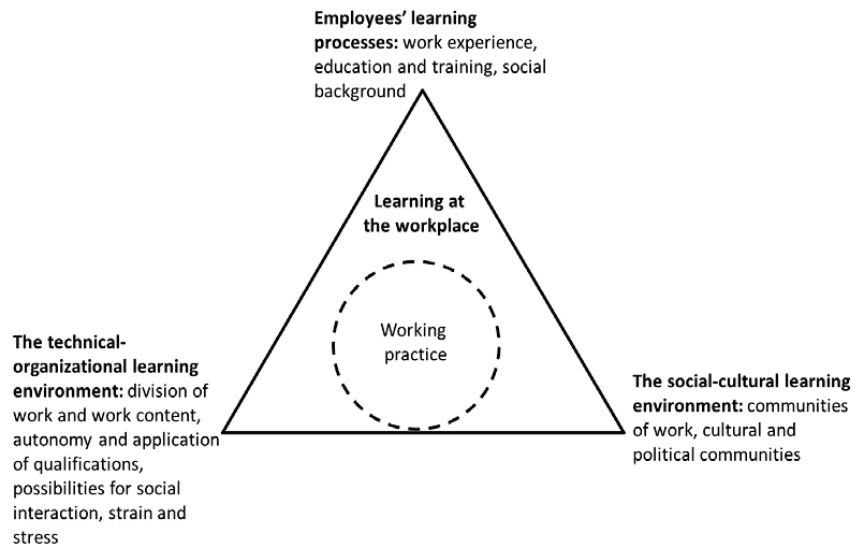 Employees' learning
processes: work experience,
education and training, social
background
Learning at
the workplace
Working
practice
The technical-
organizational learning
environment: division of
work and work content,
autonomy and application
of qualifications,
possibilities for social
interaction, strain and
stress
The social-cultural learning
environment: communities
of work, cultural and
political communities